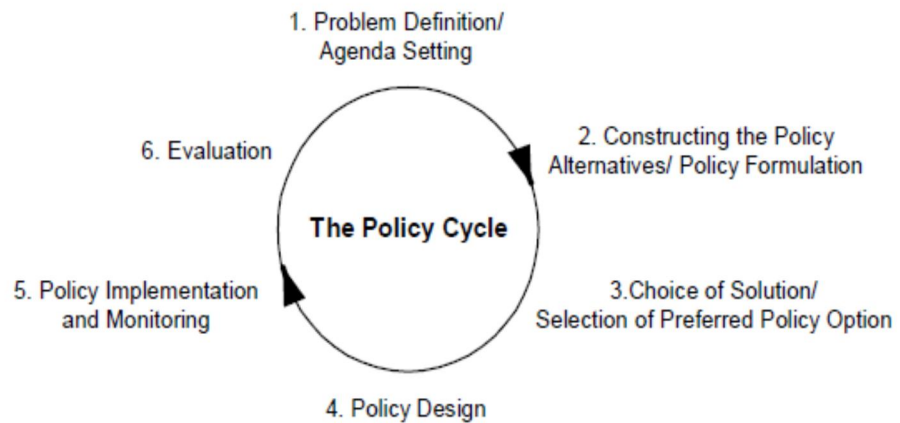 1. Problem Definition/
Agenda Setting
2. Constructing the Policy
Alternatives/ Policy Formulation
3.Choice of Solution/
Selection of Preferred Policy Option
4. Policy Design
5. Policy Implementation
and Monitoring
6. Evaluation
The Policy Cycle